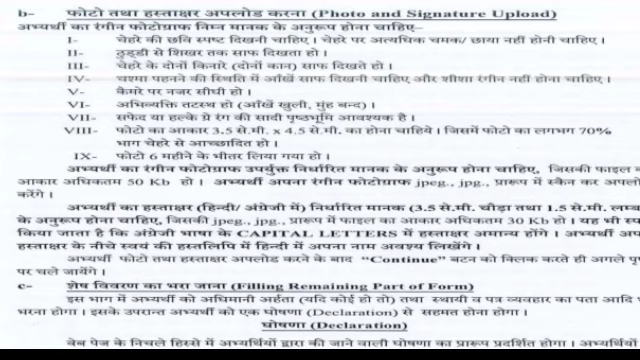 b- फोटो तथा हस्ताक्षर अपलोड करना (Photo and Signature Upload)
अभ्यर्थी का रंगीन फोटोग्राफ निम्न मानक के अनुरूप होना चाहिए–
I- चेहरे की छवि स्पष्ट दिखनी चाहिए। चेहरे पर अत्यधिक चमक/ छाया नहीं होनी चाहिए।
II- ठुड्डी से शिखर तक साफ दिखता हो।
III- चेहरे के दोनों किनारे (दोनों कान) साफ दिखते हो।
IV- चश्मा पहनने की स्थिति में आँखें साफ दिखनी चाहिए और शीशा रंगीन नहीं होना चाहिए।
V- कैमरे पर नजर सीधी हो।
VI- अभिव्यक्ति तटस्थ हो (आँखें खुली, मुंह बन्द)।
VII- सफेद या हल्के ग्रे रंग की सादी पृष्ठभूमि आवश्यक है।
VIII- फोटो का आकार 3.5 से.मी. x 4.5 से.मी. का होना चाहिये। जिसमें फोटो का लगभग 70%
भाग चेहरे से आच्छादित हो।
IX- फोटो 6 महीने के भीतर लिया गया हो।
अभ्यर्थी का रंगीन फोटोग्राफ उपर्युक्त निर्धारित मानक के अनुरूप होना चाहिए, जिसकी फाइल
आकार अधिकतम 50 Kb हो। अभ्यर्थी अपना रंगीन फोटोग्राफ jpeg., jpg., प्रारूप में स्कैन कर
करेंगे।
अभ्यर्थी का हस्ताक्षर (हिन्दी/ अंग्रेजी में) निर्धारित मानक (3.5 से.मी. चौड़ा तथा 1.5 से.मी.
के अनुरूप होना चाहिए, जिसकी jpeg., jpg., प्रारूप में फाइल का आकार अधिकतम 30 Kb हो। यह भी
किया जाता है कि अंग्रेजी भाषा के CAPITAL LETTERS में हस्ताक्षर अमान्य होंगे। अभ्यर्थी
हस्ताक्षर के नीचे स्वयं की हस्तलिपि में हिन्दी में अपना नाम अवश्य लिखेंगे।
अभ्यर्थी फोटो तथा हस्ताक्षर अपलोड करने के बाद "Continue" बटन को क्लिक करते ही अगले
पर चले जायेंगे।
c- शेष विवरण का भरा जाना (Filling Remaining Part of Form)
इस भाग में अभ्यर्थी को अधिमानी अर्हता (यदि कोई हो तो) तथा स्थायी व पत्र व्यवहार का पता आदि
भरना होगा। इसके उपरान्त अभ्यर्थी को एक घोषणा (Declaration) से सहमत होना होगा।
घोषणा (Declaration)
वेब पेज के निचले हिस्से में अभ्यर्थियों द्वारा की जाने वाली घोषणा का प्रारूप प्रदर्शित होगा।